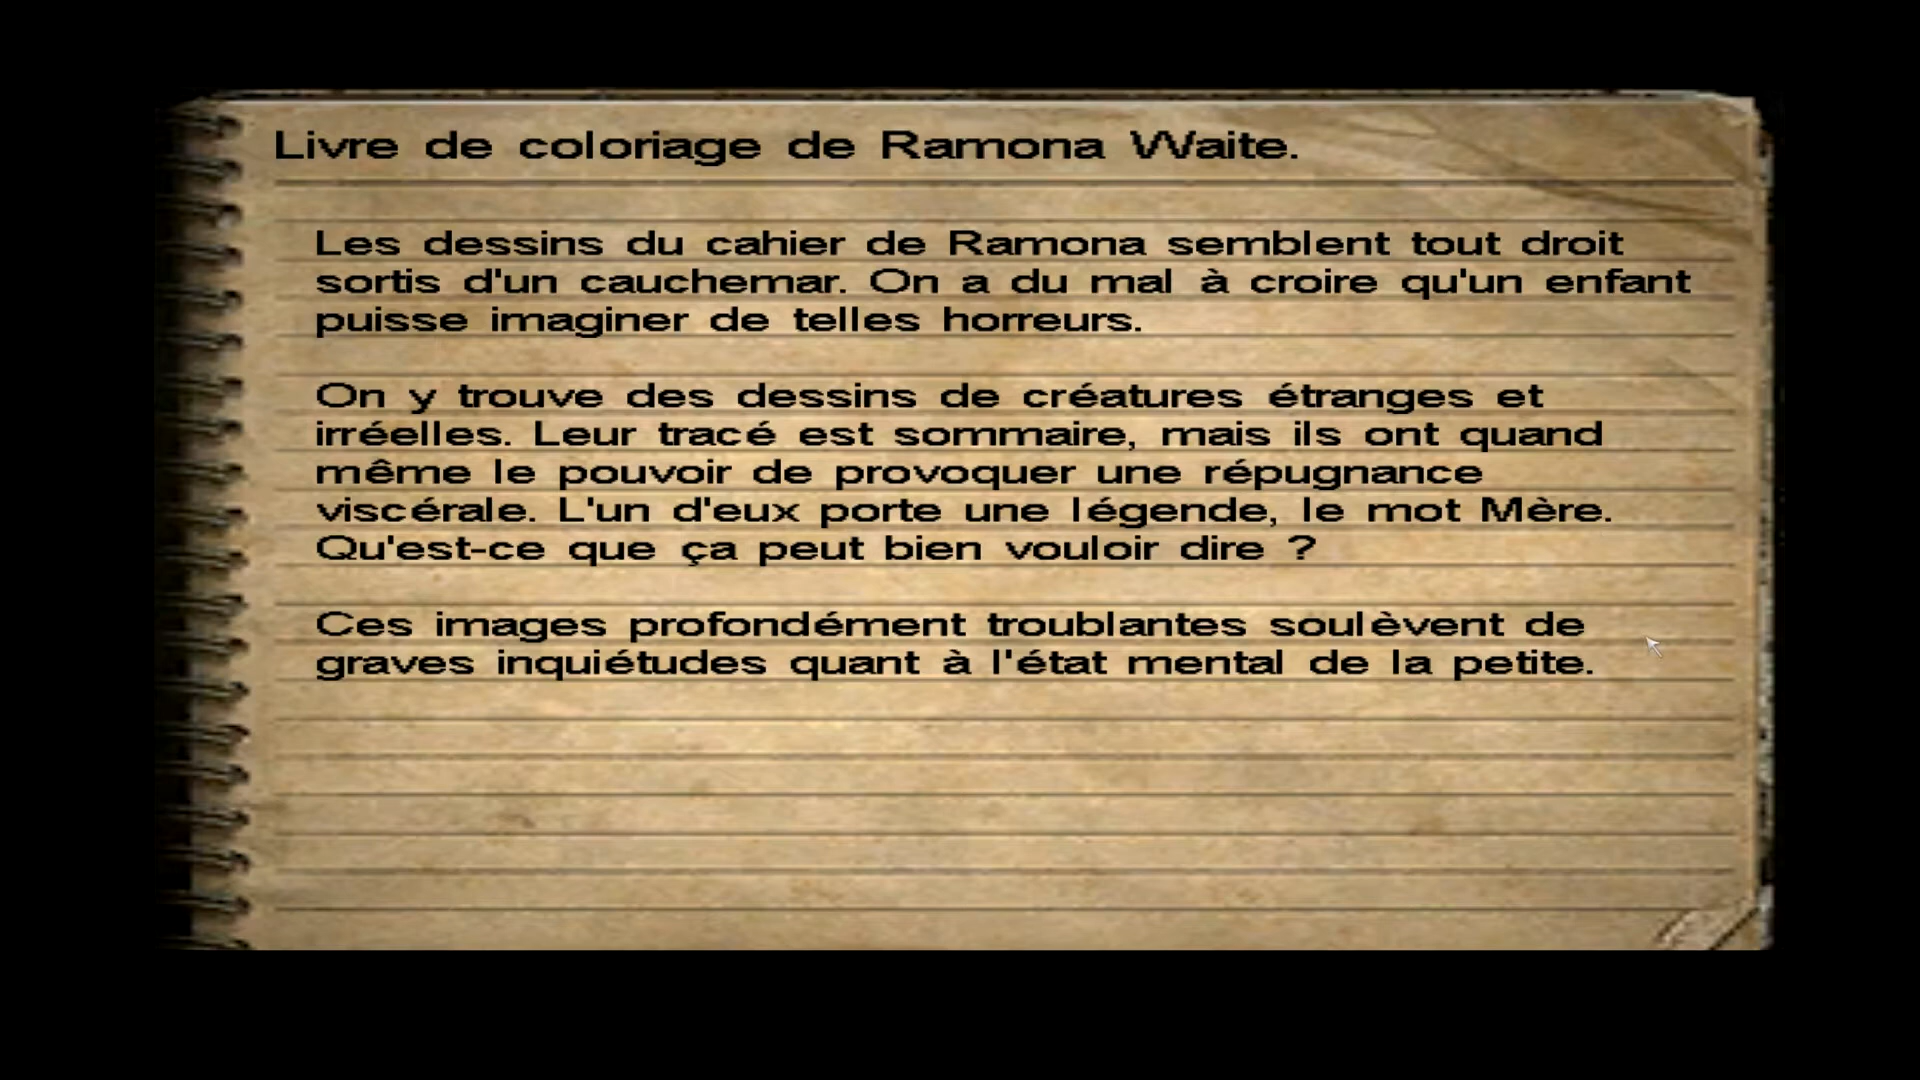 Livre de coloriage de Ramona Waite.
Les dessins du cahier de Ramona semblent tout droit
sortis d'un cauchemar. On a du mal à croire qu'un enfant
puisse imaginer de telles horreurs.
On y trouve des dessins de créatures étranges et
irréelles. Leur tracé est sommaire, mais ils ont quand
même le pouvoir de provoquer une répugnance
viscérale. L'un d'eux porte une légende, le mot Mère.
Qu'est-ce que ça peut bien vouloir dire ?
Ces images profondément troublantes soulèvent de
graves inquiétudes quant à l'état mental de la petite.